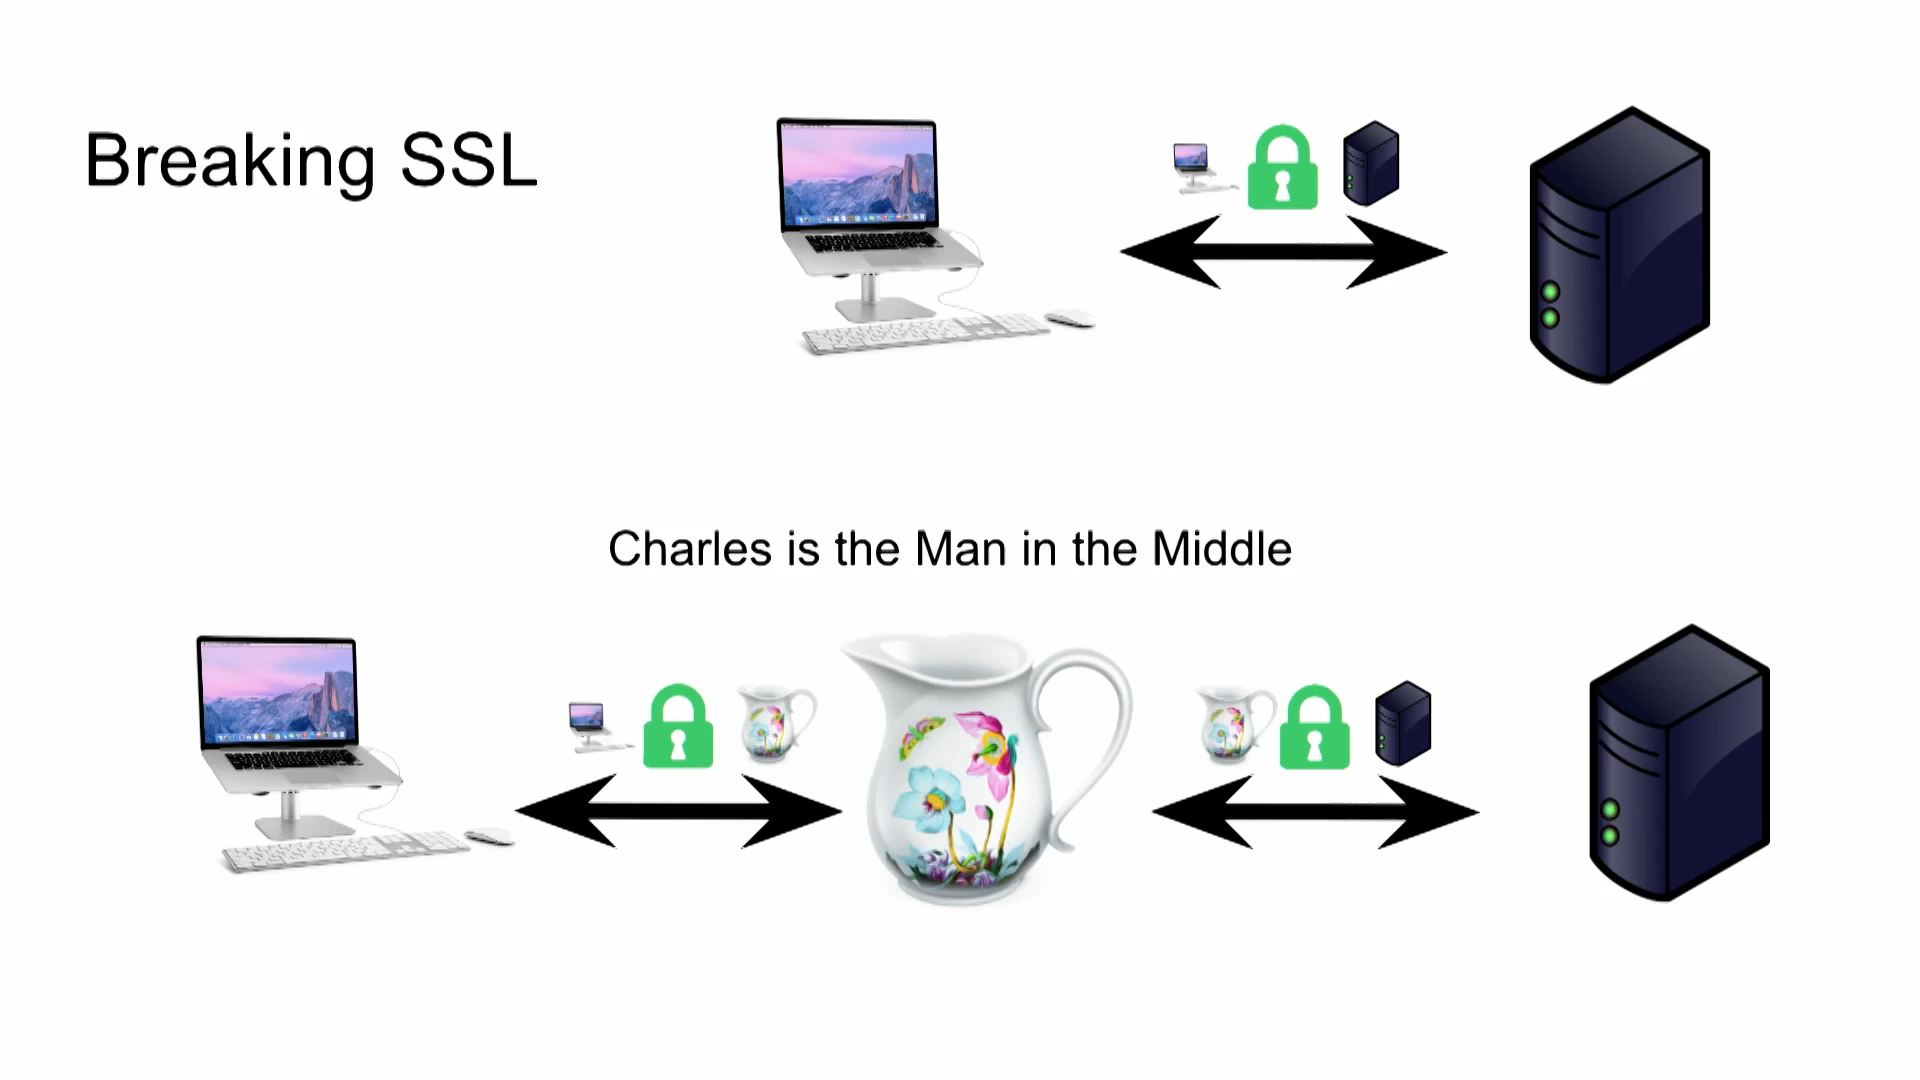 Breaking SSL
Charles is the Man in the Middle